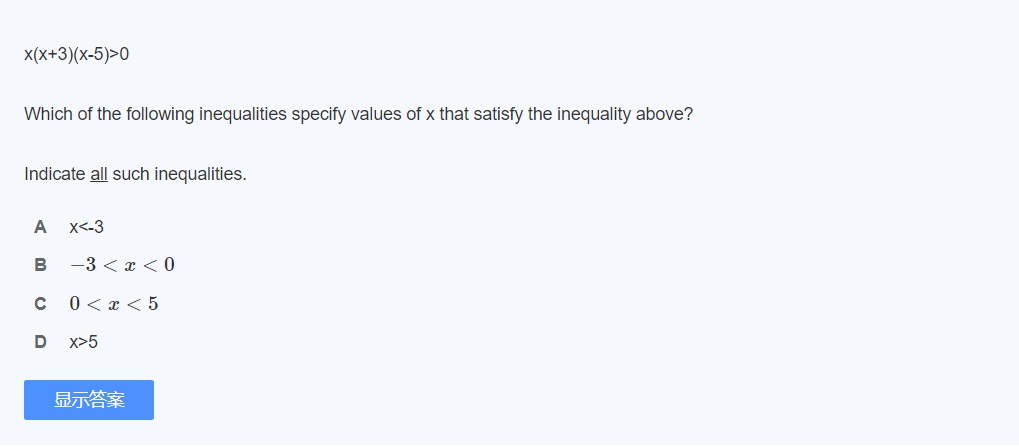 x(x+3)(x-5)>0
Which of the following inequalities specify values of x that satisfy the inequality above?
Indicate all such inequalities.
A x<-3
B −3 < x < 0
C 0 < x < 5
D x>5
显示答案